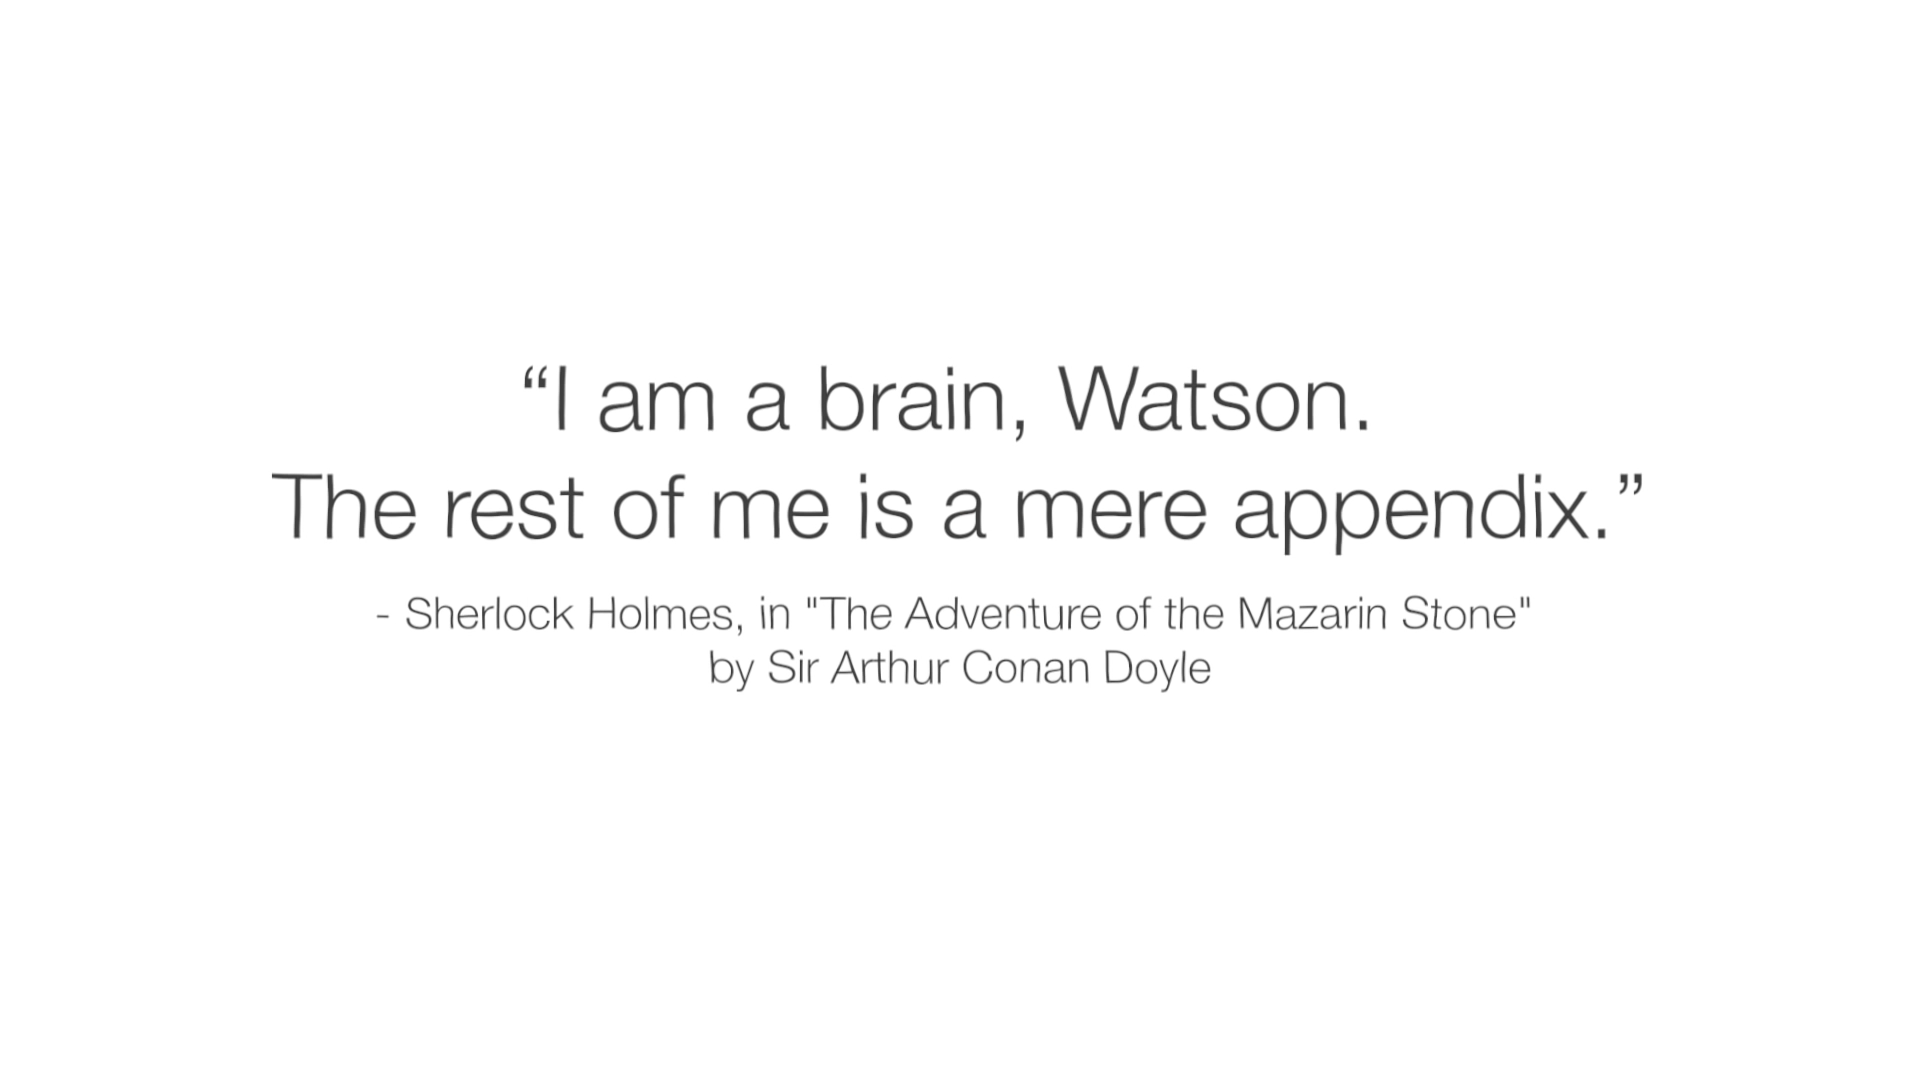 “I am a brain, Watson.
The rest of me is a mere appendix.”
- Sherlock Holmes, in "The Adventure of the Mazarin Stone"
by Sir Arthur Conan Doyle